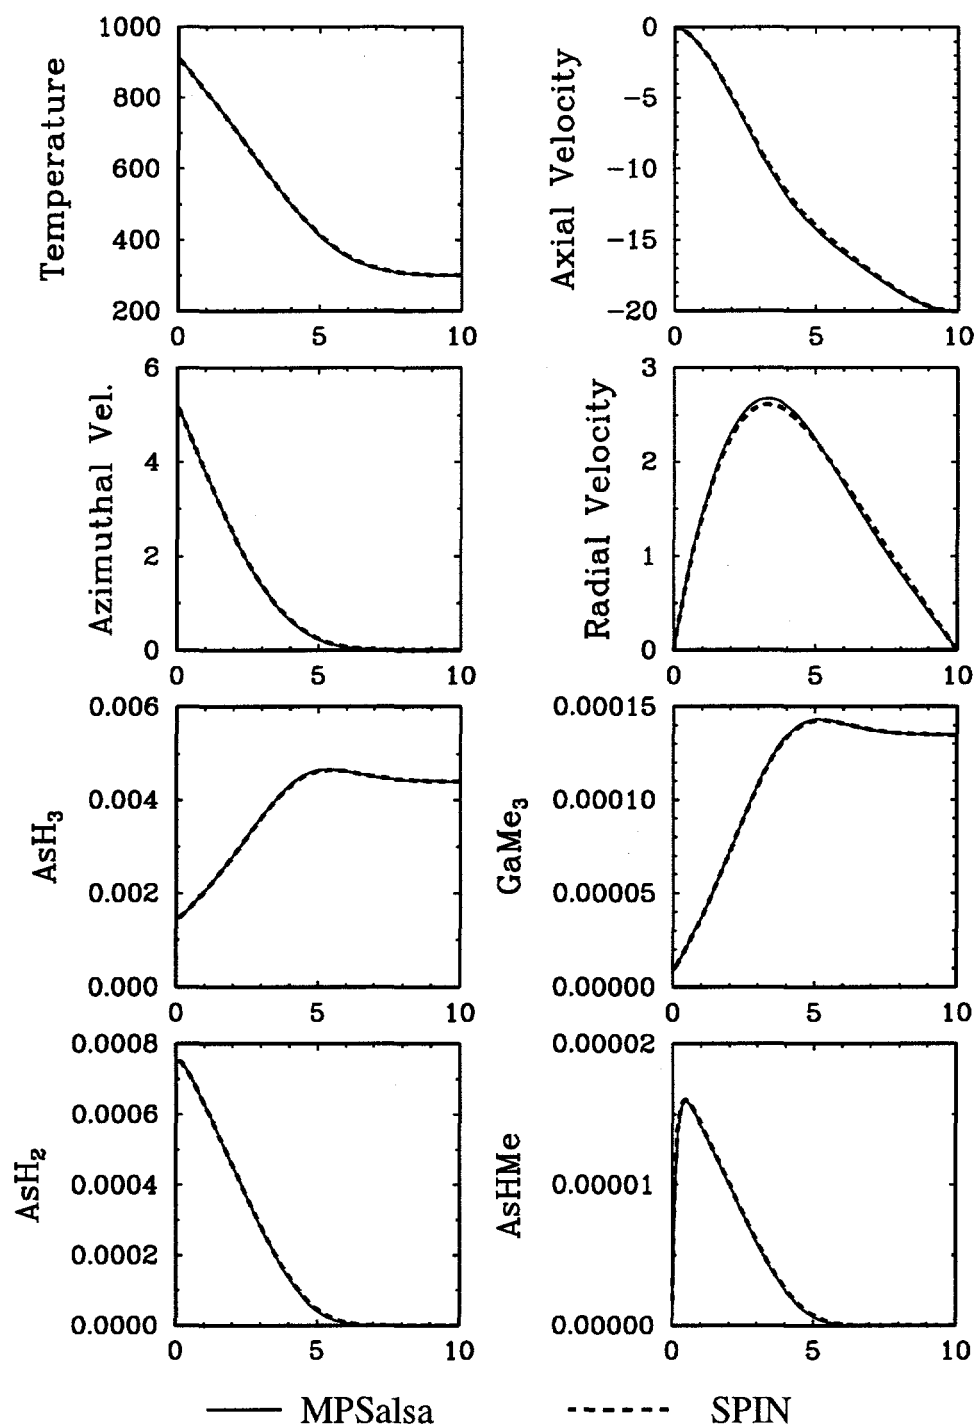 Temperature
1000
800
600
400
200
0 5 10
Axial Velocity
0
−5
−10
−15
−20
0 5 10
Azimuthal Vel.
6
4
2
0
0 5 10
Radial Velocity
3
2
1
0
0 5 10
AsH₃
0.006
0.004
0.002
0.000
0 5 10
GaMe₃
0.00015
0.00010
0.00005
0.00000
0 5 10
AsH₂
0.0008
0.0006
0.0004
0.0002
0.0000
0 5 10
AsHMe
0.00002
0.00001
0.00000
0 5 10
MPSalsa SPIN